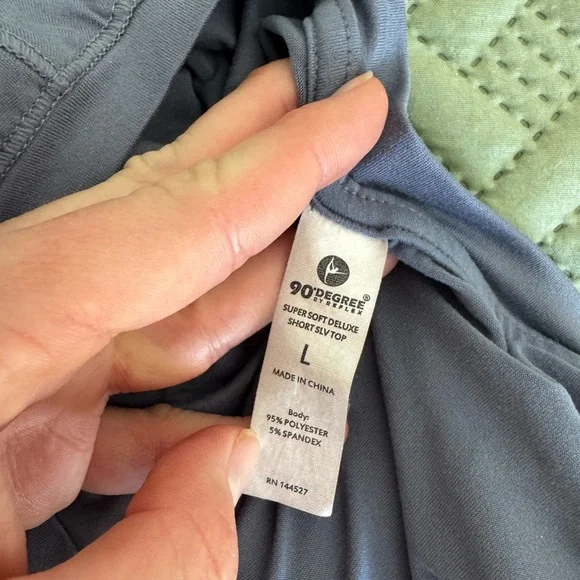 90°DEGREE®
BY REFLEX
SUPER SOFT DELUXE
SHORT SLV TOP
L
MADE IN CHINA
Body:
95% POLYESTER
5% SPANDEX
RN 144527